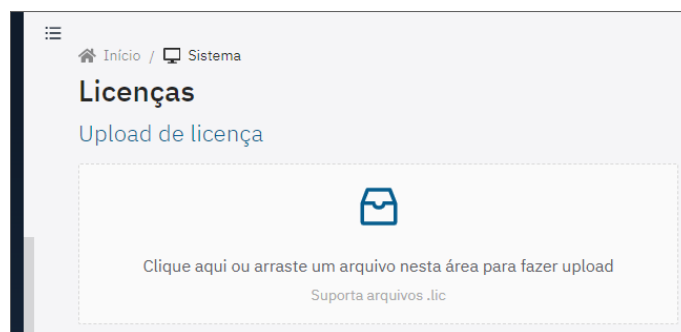 Início / Sistema
Licenças
Upload de licença
Clique aqui ou arraste um arquivo nesta área para fazer upload
Suporta arquivos .lic